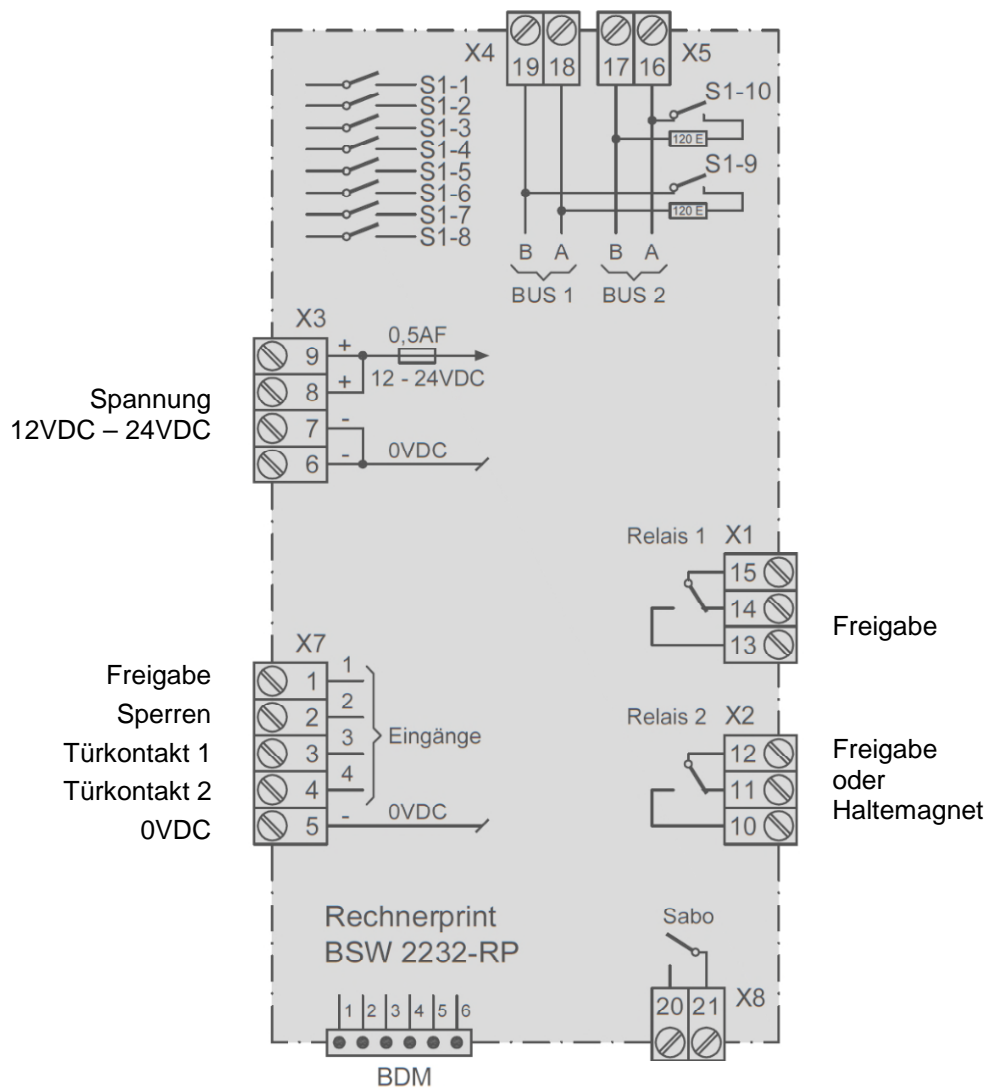 X4
19
18
17
16
X5
S1-1
S1-2
S1-3
S1-4
S1-5
S1-6
S1-7
S1-8
S1-10
120 E
S1-9
120 E
B
A
B
A
BUS 1
BUS 2
X3
9
+
0,5AF
8
+
12 - 24VDC
7
-
6
-
0VDC
Spannung
12VDC – 24VDC
Relais 1
X1
15
14
13
Freigabe
X7
Freigabe
1
1
Sperren
2
2
Türkontakt 1
3
3
Türkontakt 2
4
4
Eingänge
0VDC
5
-
0VDC
Relais 2
X2
12
11
10
Freigabe
oder
Haltemagnet
Rechnerprint
BSW 2232-RP
Sabo
20
21
X8
1
2
3
4
5
6
BDM